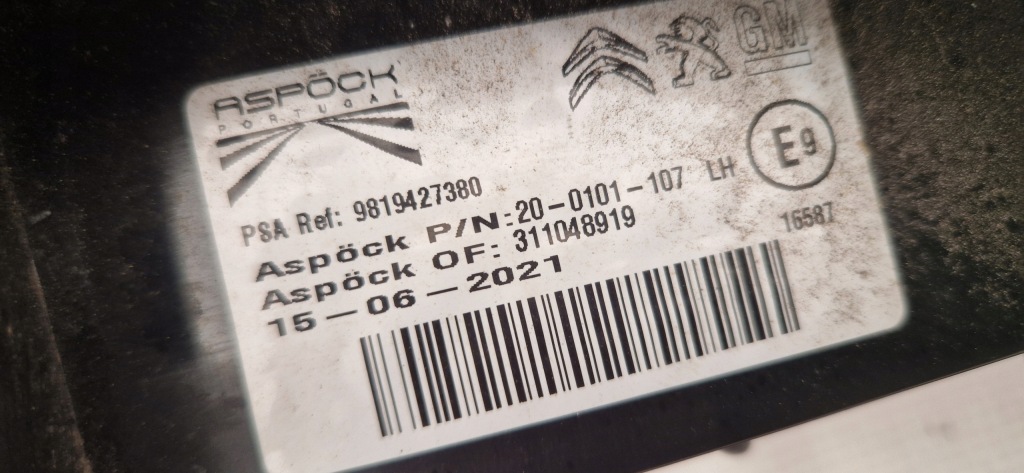 ASPÖCK
PORTUGAL
GM
E9
PSA Ref: 9819427380
Aspöck P/N:20-0101-107 LH
Aspöck OF: 311048919
16587
15-06-2021